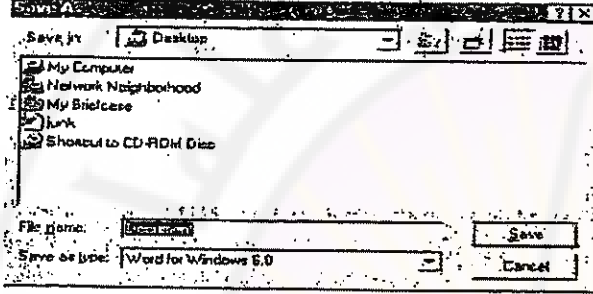 Save As
Save in: Desktop
My Computer
Network Neighborhood
My Briefcase
junk
Shortcut to CD-ROM Disc
File name:
Save
Save as type: Word for Windows 6.0
Cancel